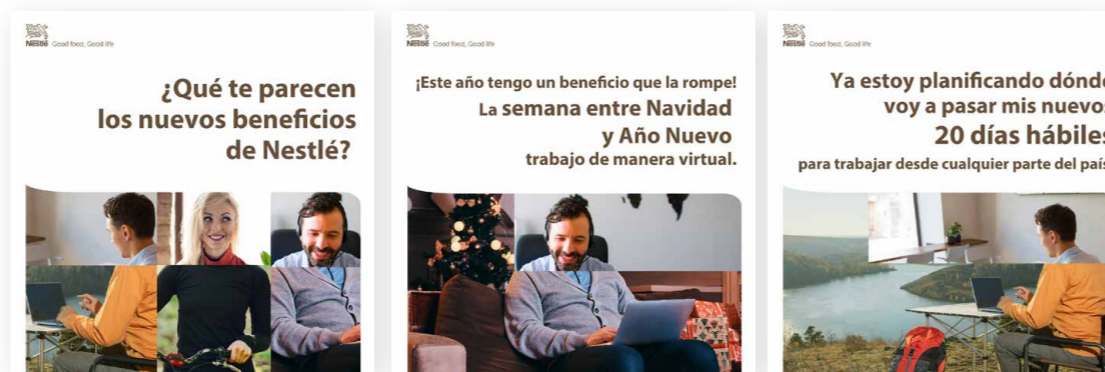 Nestlé Good food, Good life
¿Qué te parecen
los nuevos beneficios
de Nestlé?
Nestlé Good food, Good life
¡Este año tengo un beneficio que la rompe!
La semana entre Navidad
y Año Nuevo
trabajo de manera virtual.
Nestlé Good food, Good life
Ya estoy planificando dónde
voy a pasar mis nuevos
20 días hábiles
para trabajar desde cualquier parte del país